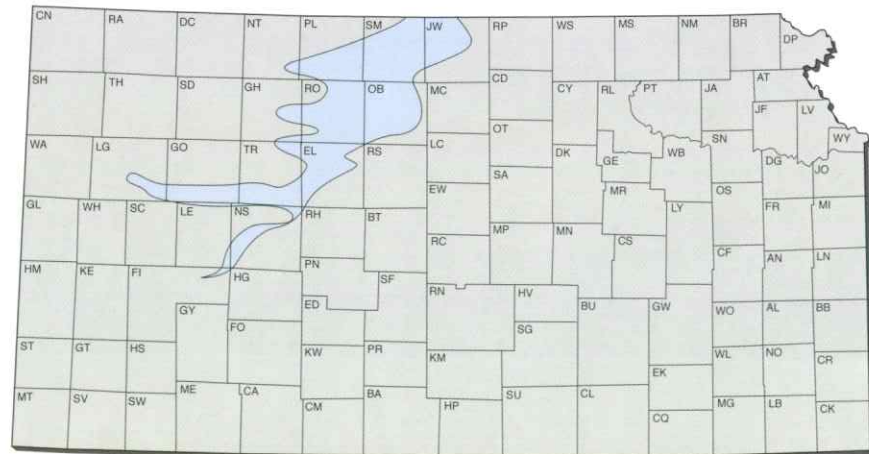 CN RA DC NT PL SM JW RP WS MS NM BR DP
SH TH SD GH RO OB MC CD CY RL PT JA AT
JF LV
WA LG GO TR EL RS LC OT DK GE WB SN DG WY
JO
GL WH SC LE NS RH BT EW SA MR LY OS FR MI
HM KE FI HG PN SF RC MP MN CS CF AN LN
GY ED RN HV BU GW WO AL BB
FO SG
ST GT HS KW PR KM WL NO CR
EK
MT SV SW ME CA CM BA HP SU CL CQ MG LB CK